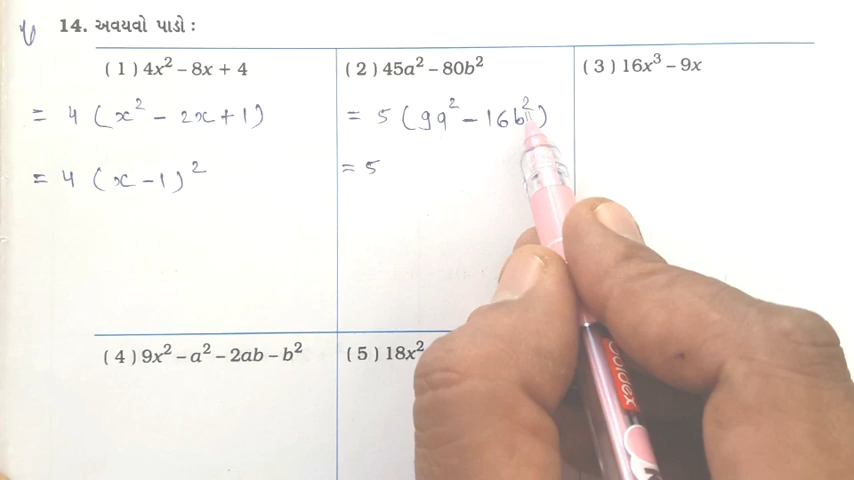 14. અવયવો પાડો :
(1) 4x² – 8x + 4
= 4 (x² – 2x + 1)
= 4 (x – 1)²
(2) 45a² – 80b²
= 5 (9a² – 16b²)
= 5
(3) 16x³ – 9x
(4) 9x² – a² – 2ab – b²
(5) 18x²
Goldex